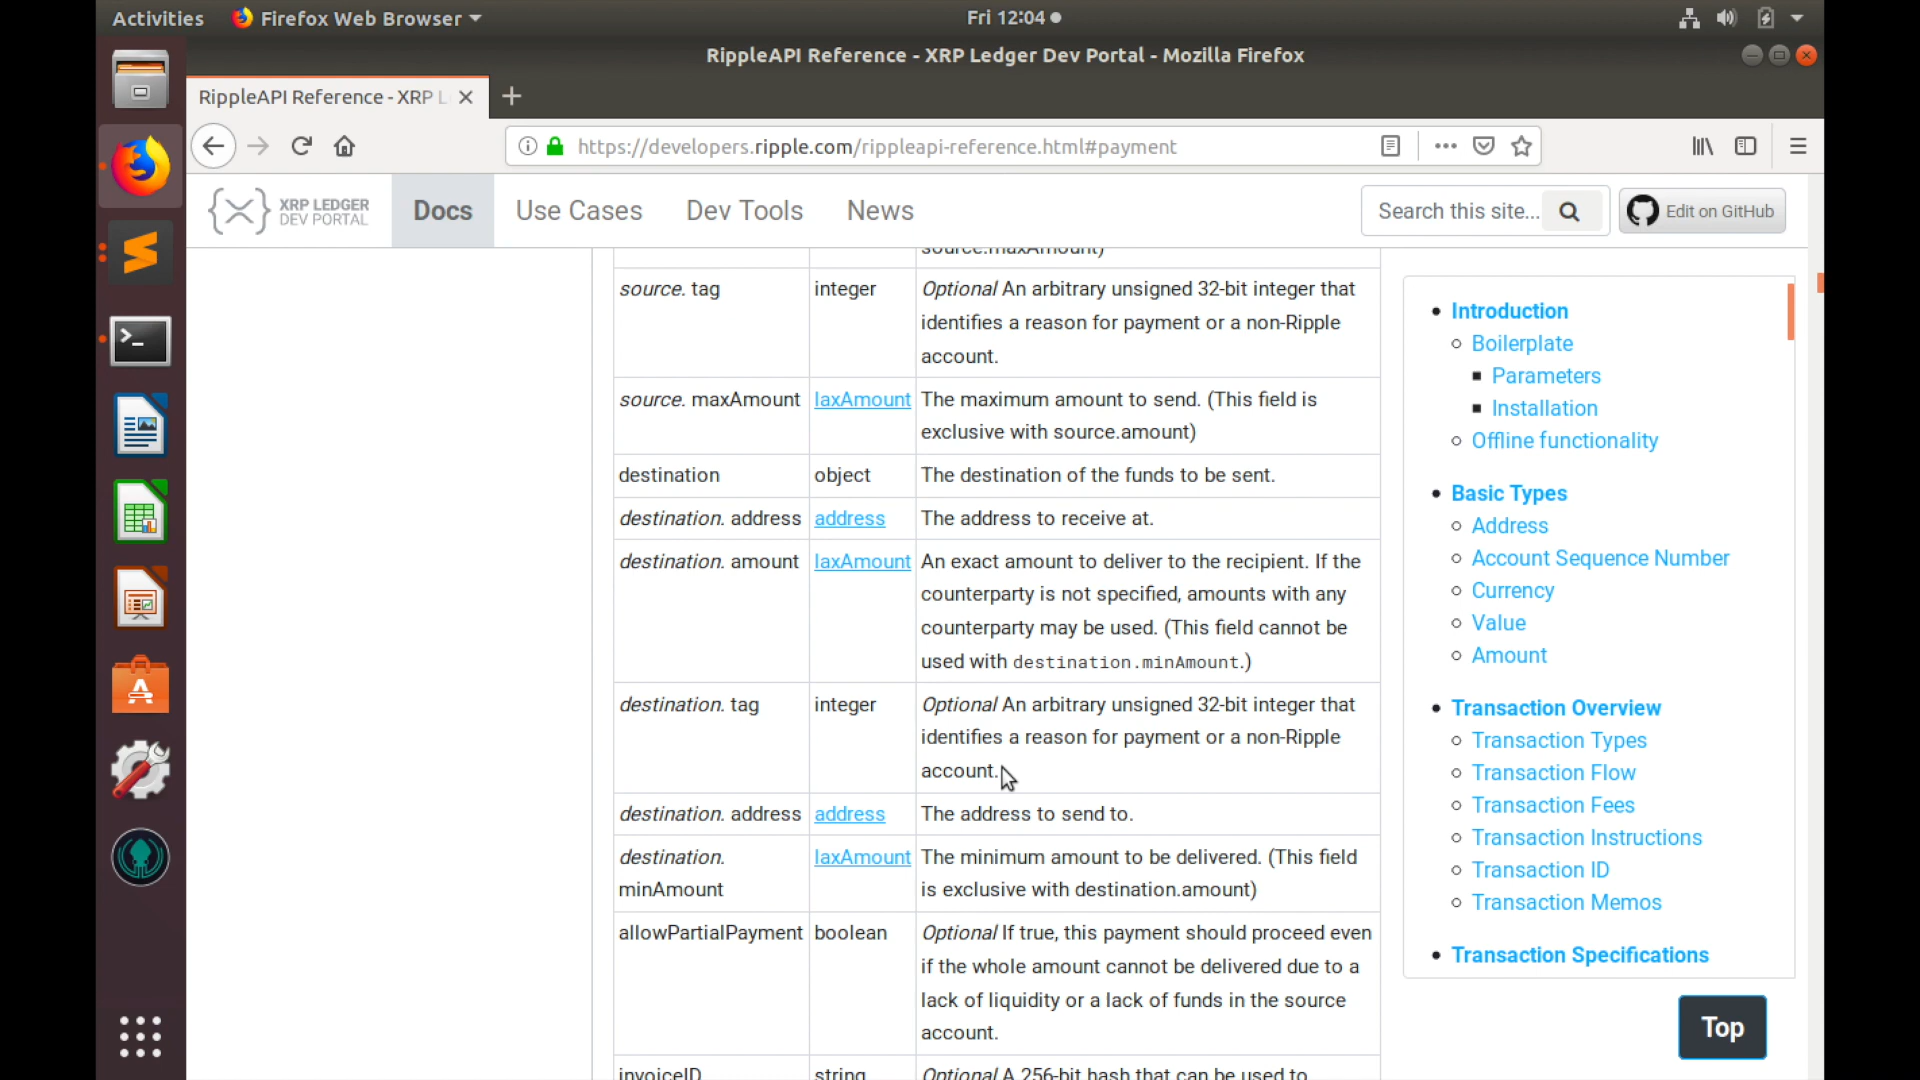 Activities
Firefox Web Browser
Fri 12:04
RippleAPI Reference - XRP Ledger Dev Portal - Mozilla Firefox
RippleAPI Reference - XRP L
https://developers.ripple.com/rippleapi-reference.html#payment
XRP LEDGER
DEV PORTAL
Docs
Use Cases
Dev Tools
News
Search this site...
Edit on GitHub
source.maxAmount)
source. tag
integer
Optional An arbitrary unsigned 32-bit integer that
identifies a reason for payment or a non-Ripple
account.
source. maxAmount
laxAmount
The maximum amount to send. (This field is
exclusive with source.amount)
destination
object
The destination of the funds to be sent.
destination. address
address
The address to receive at.
destination. amount
laxAmount
An exact amount to deliver to the recipient. If the
counterparty is not specified, amounts with any
counterparty may be used. (This field cannot be
used with destination.minAmount.)
destination. tag
integer
Optional An arbitrary unsigned 32-bit integer that
identifies a reason for payment or a non-Ripple
account.
destination. address
address
The address to send to.
destination.
minAmount
laxAmount
The minimum amount to be delivered. (This field
is exclusive with destination.amount)
allowPartialPayment
boolean
Optional If true, this payment should proceed even
if the whole amount cannot be delivered due to a
lack of liquidity or a lack of funds in the source
account.
invoiceID
string
Optional A 256-bit hash that can be used to
Introduction
Boilerplate
Parameters
Installation
Offline functionality
Basic Types
Address
Account Sequence Number
Currency
Value
Amount
Transaction Overview
Transaction Types
Transaction Flow
Transaction Fees
Transaction Instructions
Transaction ID
Transaction Memos
Transaction Specifications
Top